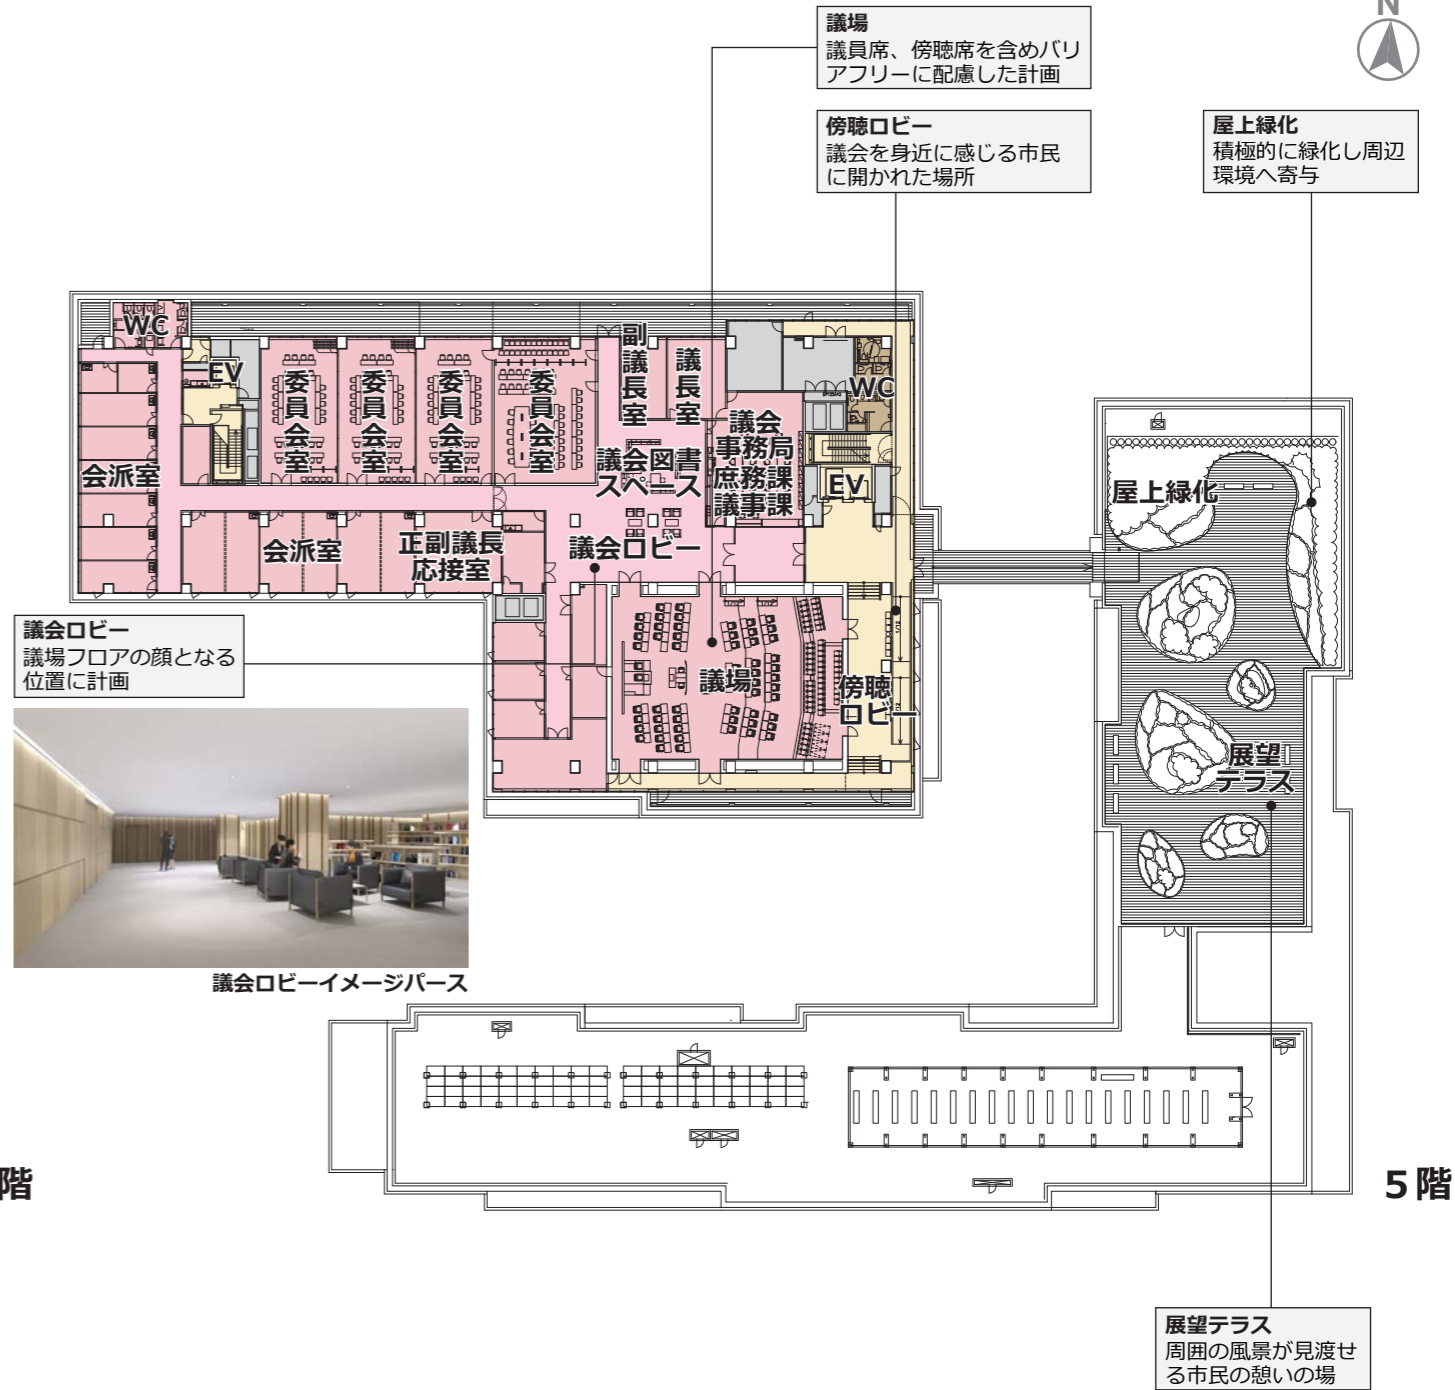 N
議場
議員席、傍聴席を含めバリ
アフリーに配慮した計画
傍聴ロビー
議会を身近に感じる市民
に開かれた場所
屋上緑化
積極的に緑化し周辺
環境へ寄与
WC
EV
委員会室
委員会室
委員会室
委員会室
副議長室
議長室
WC
議会
事務局
庶務課
議事課
会派室
議会図書
スペース
EV
屋上緑化
会派室
正副議長
応接室
議会ロビー
議会ロビー
議場フロアの顔となる
位置に計画
議場
傍聴
ロビー
展望
テラス
議会ロビーイメージパース
階
5階
展望テラス
周囲の風景が見渡せ
る市民の憩いの場